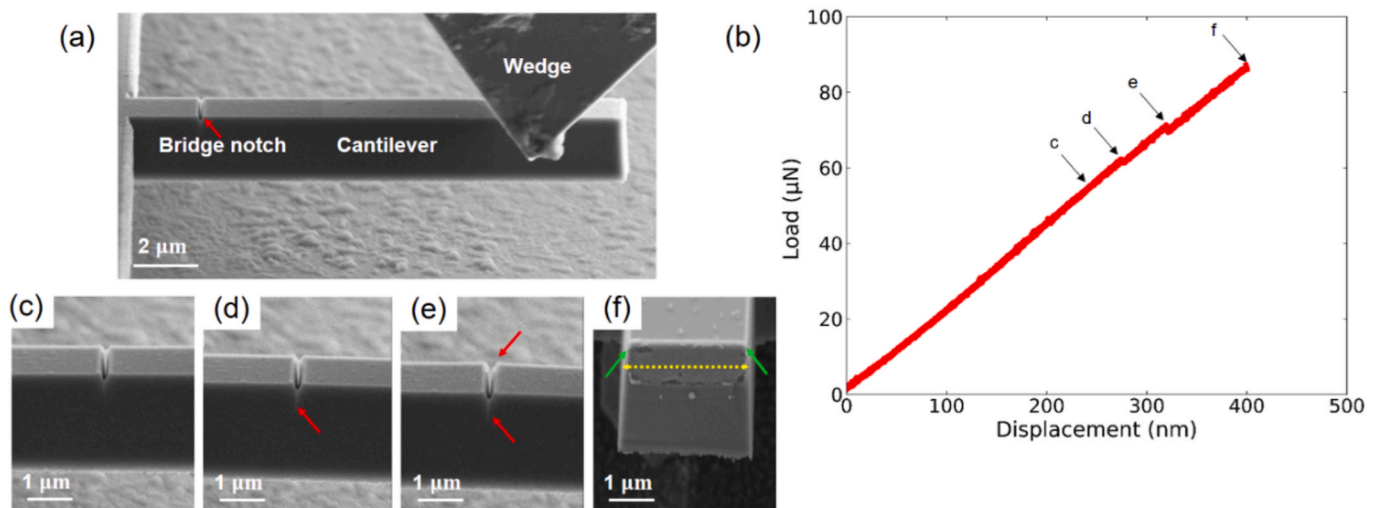 (a)
Wedge
Bridge notch
Cantilever
2 μm
(b)
100
80
60
40
20
0
0
100
200
300
400
500
Load (μN)
Displacement (nm)
c
d
e
f
(c)
1 μm
(d)
1 μm
(e)
1 μm
(f)
1 μm